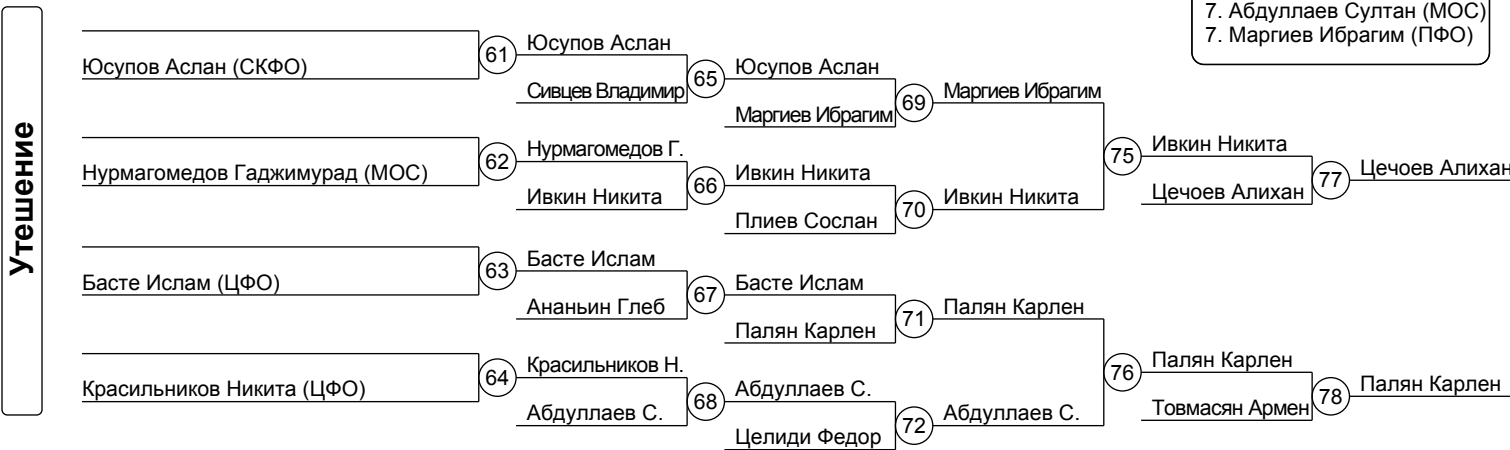 7. Абдуллаев Султан (МОС)
7. Маргиев Ибрагим (ПФО)
Утешение
Юсупов Аслан (СКФО)
61
Юсупов Аслан
Сивцев Владимир
65
Юсупов Аслан
Маргиев Ибрагим
69
Маргиев Ибрагим
Нурмагомедов Гаджимурад (МОС)
62
Нурмагомедов Г.
Ивкин Никита
66
Ивкин Никита
Плиев Сослан
70
Ивкин Никита
75
Ивкин Никита
Цечоев Алихан
77
Цечоев Алихан
Басте Ислам (ЦФО)
63
Басте Ислам
Ананьин Глеб
67
Басте Ислам
Палян Карлен
71
Палян Карлен
Красильников Никита (ЦФО)
64
Красильников Н.
Абдуллаев С.
68
Абдуллаев С.
Целиди Федор
72
Абдуллаев С.
76
Палян Карлен
Товмасян Армен
78
Палян Карлен